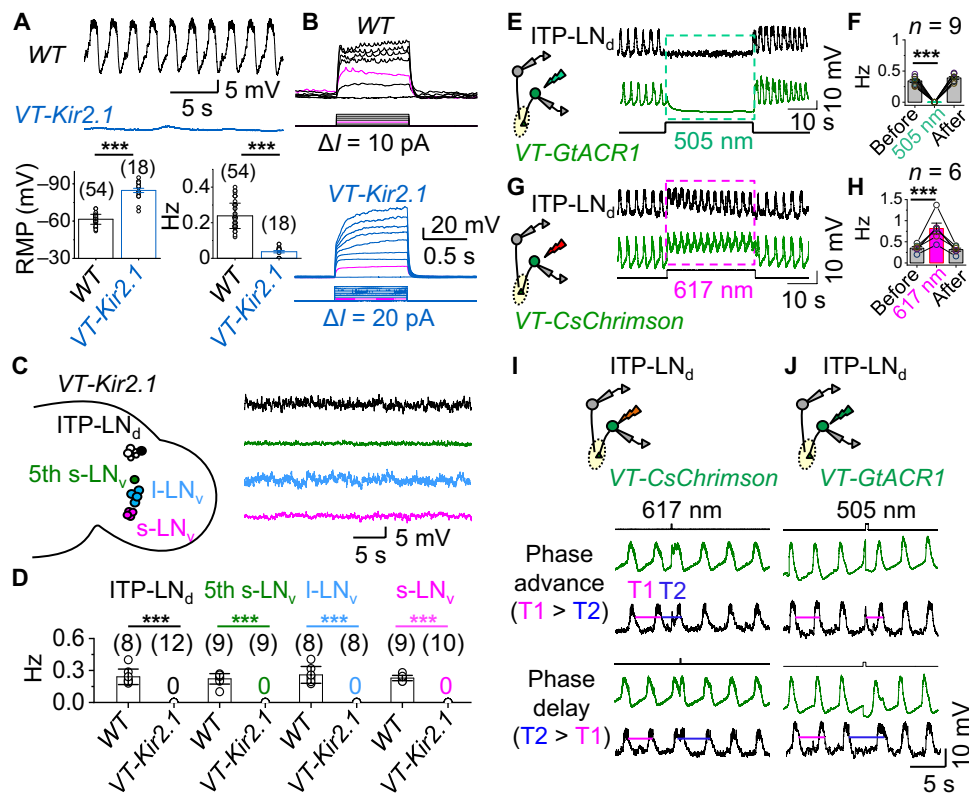 A
WT
5 mV
5 s
VT-Kir2.1
***
(54)
(18)
RMP (mV)
–90
–60
–30
WT
VT-Kir2.1
***
(54)
(18)
Hz
0.4
0.2
0
WT
VT-Kir2.1
B
WT
ΔI = 10 pA
VT-Kir2.1
20 mV
0.5 s
ΔI = 20 pA
C
VT-Kir2.1
ITP-LNd
5th s-LNv
l-LNv
s-LNv
5 mV
5 s
D
ITP-LNd 5th s-LNv l-LNv s-LNv
*** *** *** ***
(8) (12) (9) (9) (8) (8) (9) (10)
Hz
0.6
0.3
0.0
0 0 0 0
WT VT-Kir2.1 WT VT-Kir2.1 WT VT-Kir2.1 WT VT-Kir2.1
E
ITP-LNd
VT-GtACR1
505 nm
10 mV
10 s
F
n = 9
***
Hz
1
0.5
0
Before
505 nm
After
G
ITP-LNd
VT-CsChrimson
617 nm
10 mV
10 s
H
n = 6
***
Hz
1.5
1
0.5
0
Before
617 nm
After
I
ITP-LNd
VT-CsChrimson
617 nm
J
ITP-LNd
VT-GtACR1
505 nm
Phase
advance
(T1 > T2)
T1 T2
T1 T2
Phase
delay
(T2 > T1)
10 mV
5 s